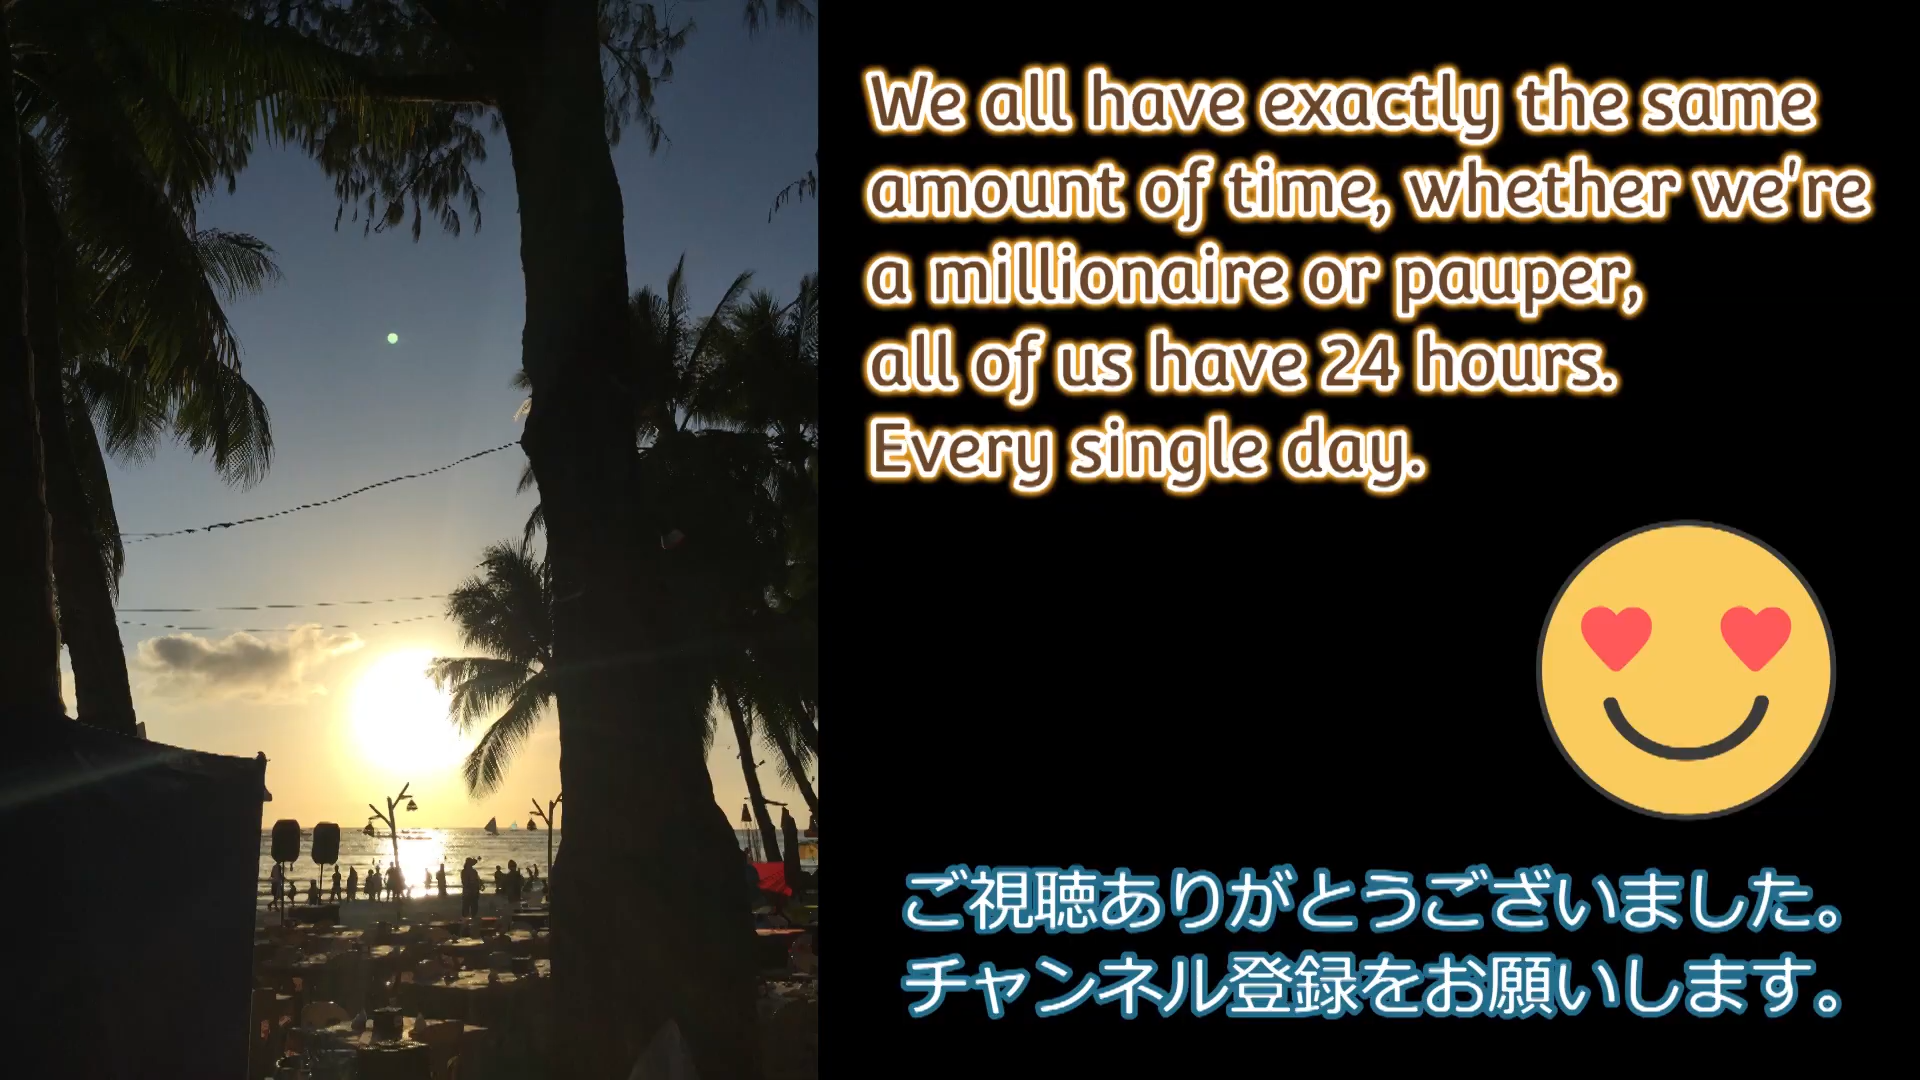 We all have exactly the same
amount of time, whether we're
a millionaire or pauper,
all of us have 24 hours.
Every single day.
ご視聴ありがとうございました。
チャンネル登録をお願いします。